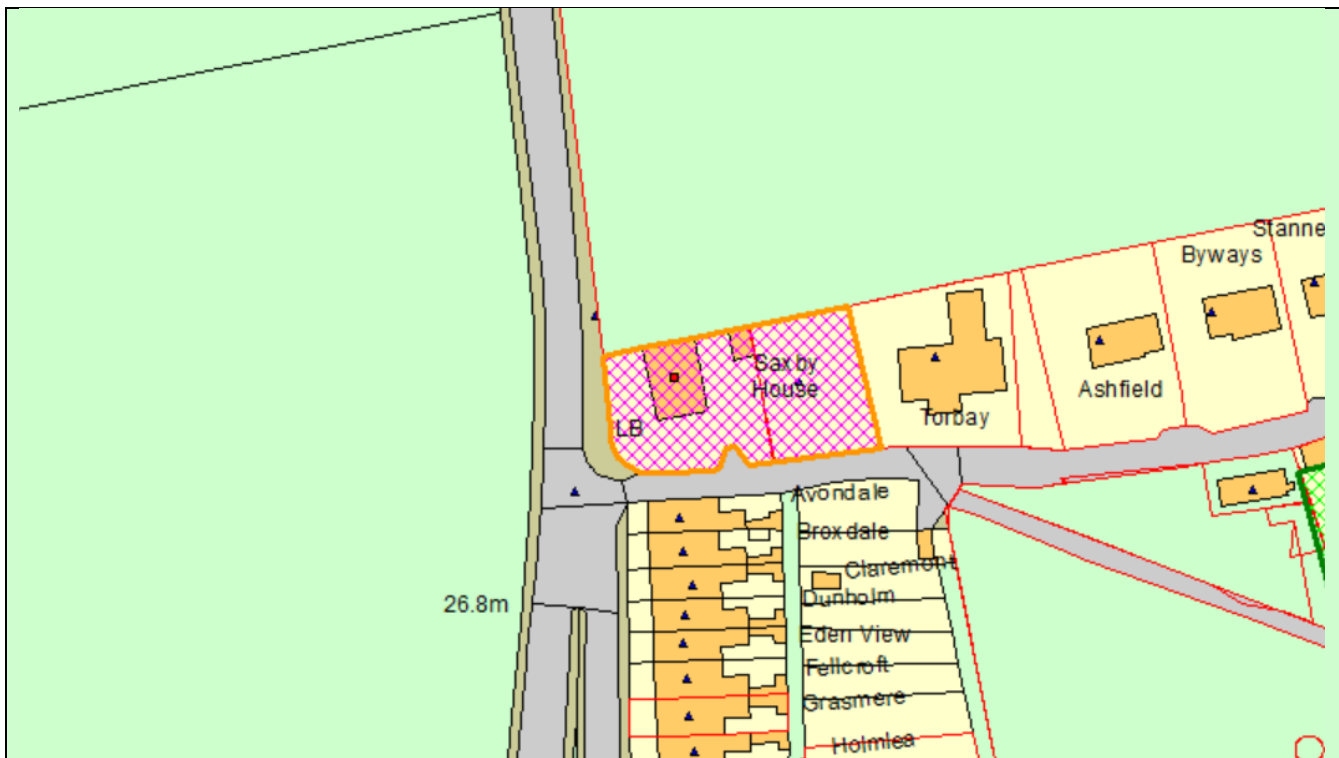 Stanne
Byways
Saxby
House
Ashfield
Torbay
LB
Avondale
Broxdale
Claremont
Dunholm
26.8m
Eden View
Fellcroft
Grasmere
Holmlea